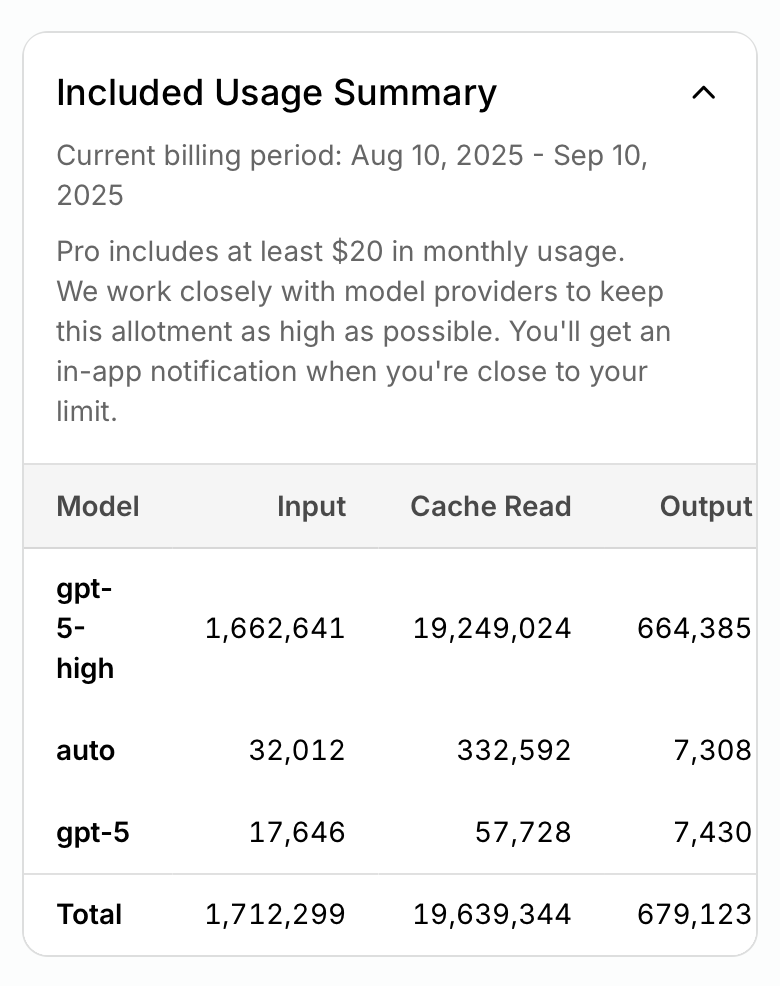 Included Usage Summary
Current billing period: Aug 10, 2025 - Sep 10,
2025
Pro includes at least $20 in monthly usage.
We work closely with model providers to keep
this allotment as high as possible. You'll get an
in-app notification when you're close to your
limit.
Model Input Cache Read Output
gpt-
5-
high
1,662,641 19,249,024 664,385
auto 32,012 332,592 7,308
gpt-5 17,646 57,728 7,430
Total 1,712,299 19,639,344 679,123